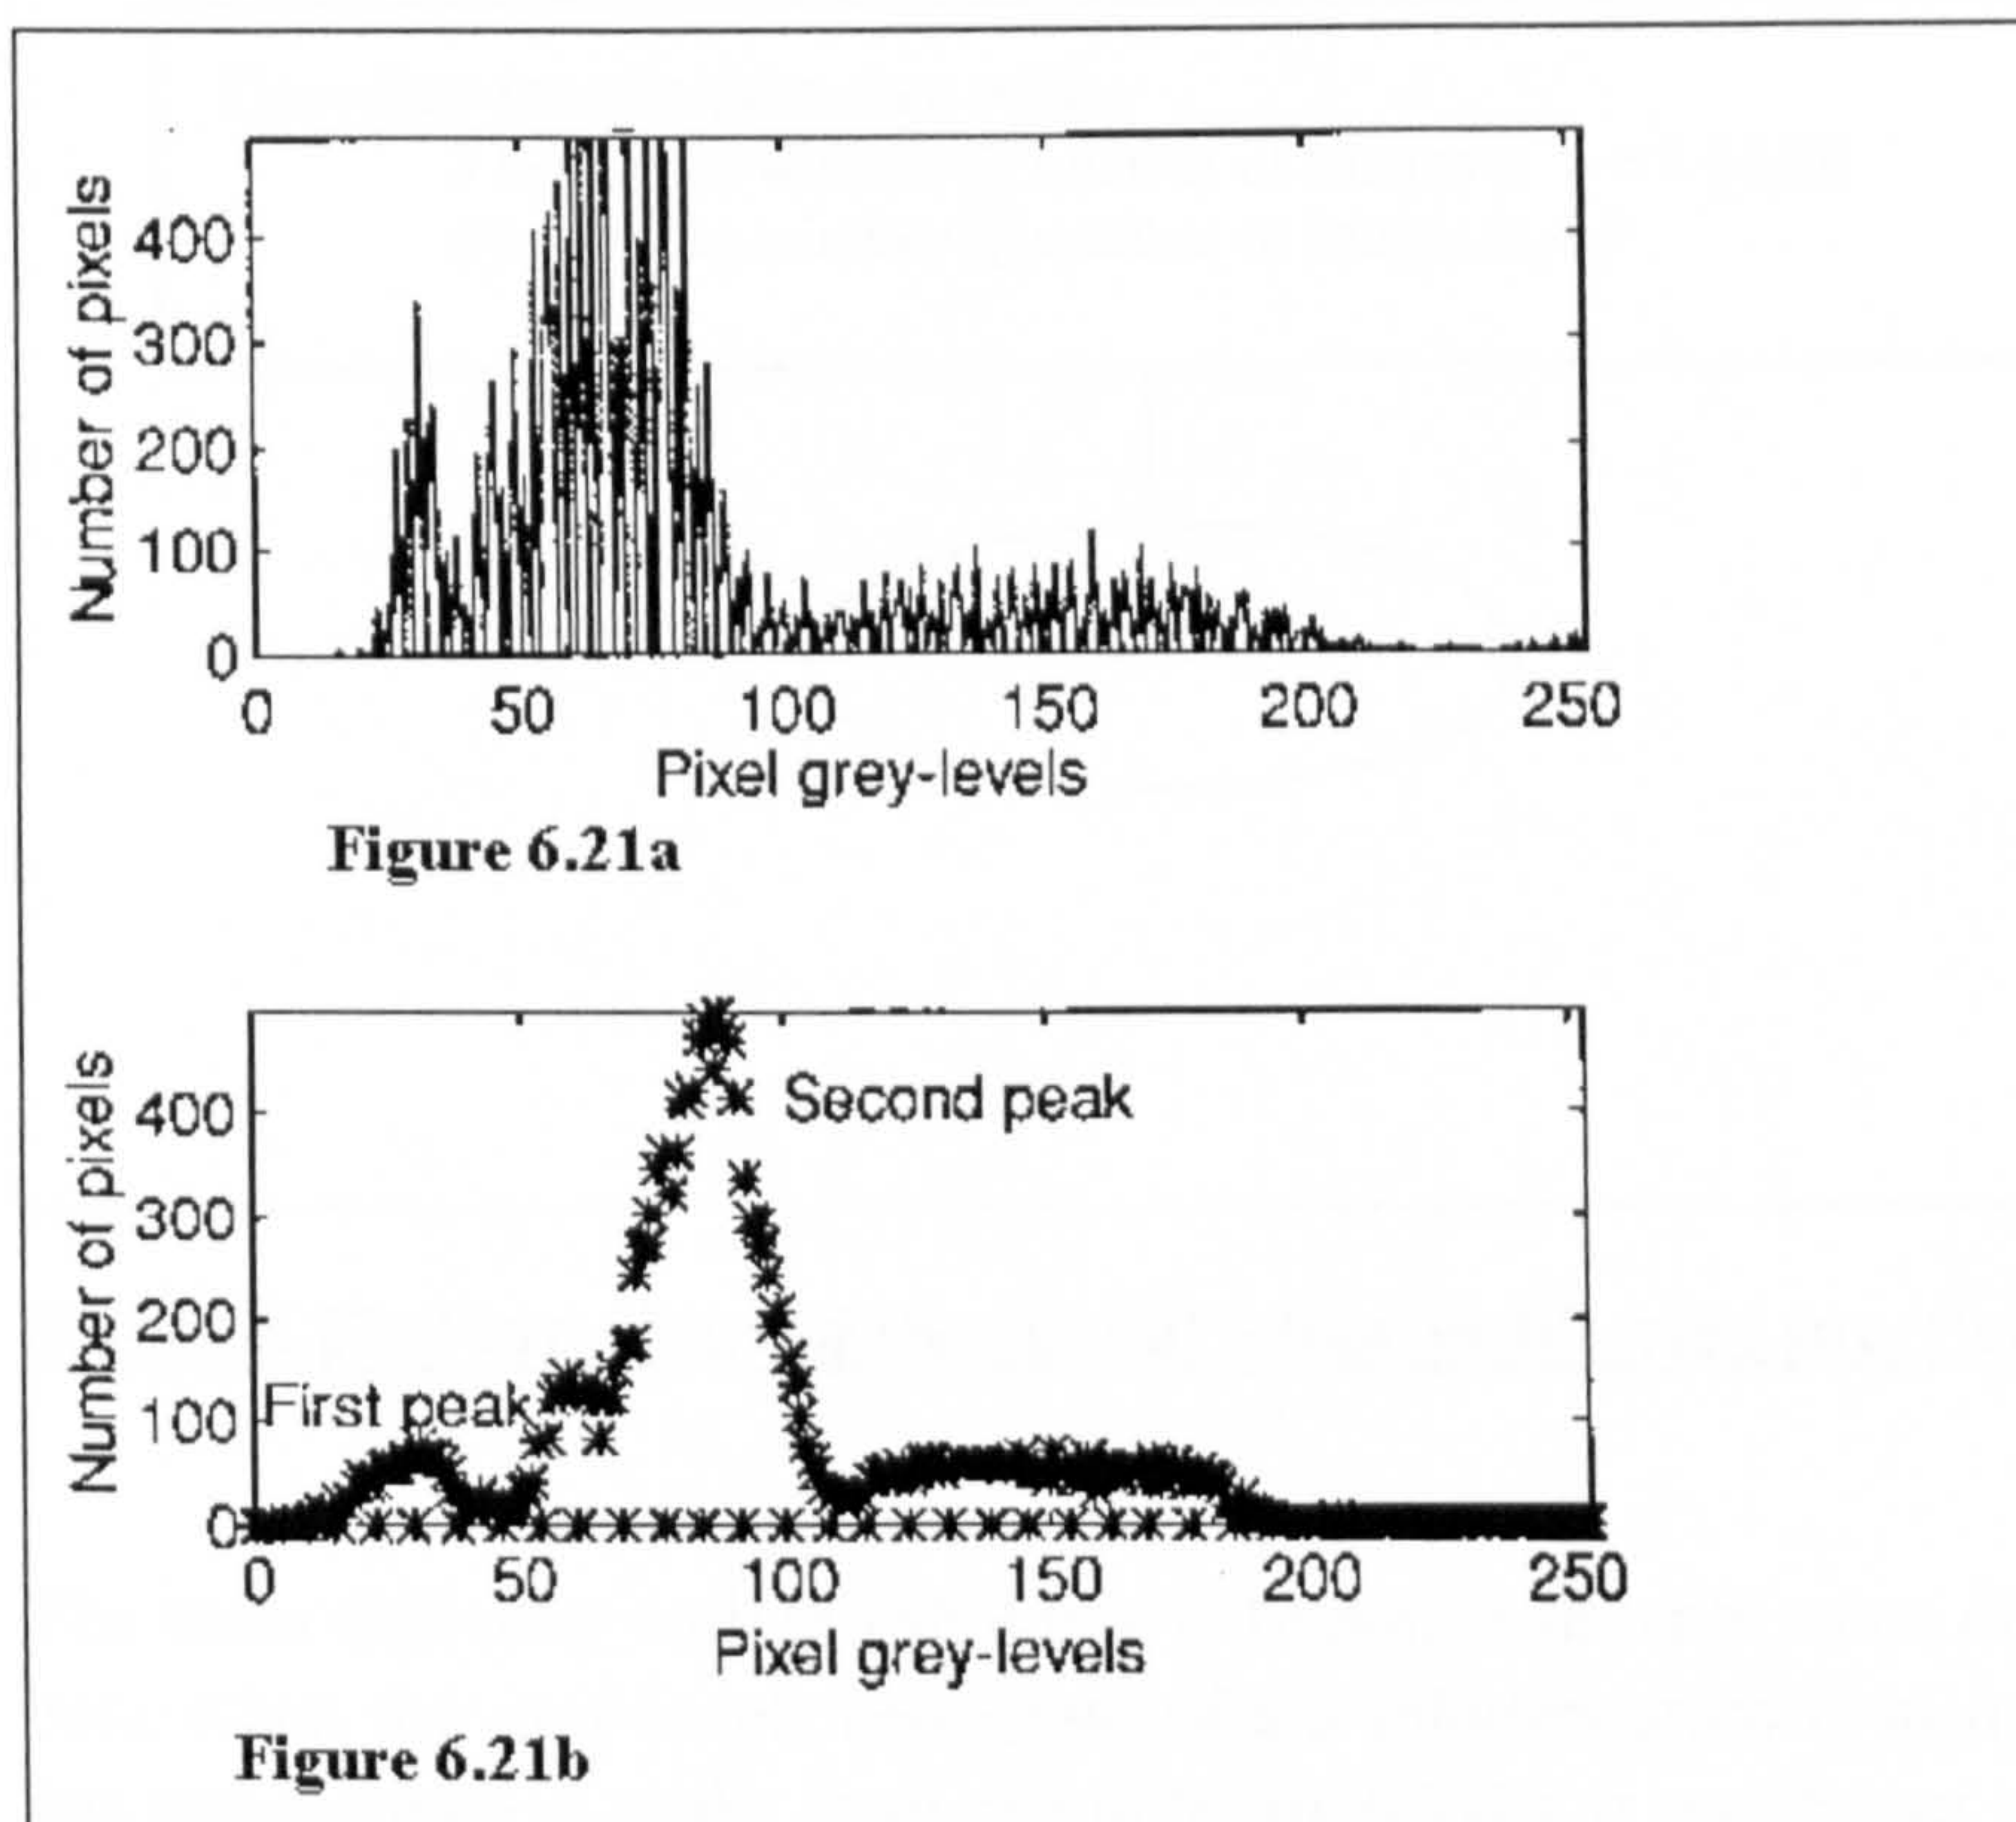 Number of pixels
400
300
200
100
0
0 50 100 150 200 250
Pixel grey-levels
Figure 6.21a
Number of pixels
400
300
200
100
0
Second peak
First peak
0 50 100 150 200 250
Pixel grey-levels
Figure 6.21b